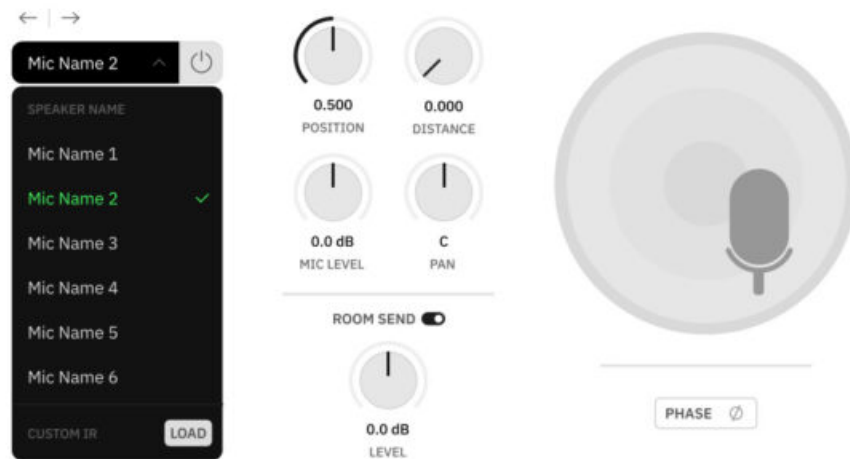 Mic Name 2
SPEAKER NAME
Mic Name 1
Mic Name 2
Mic Name 3
Mic Name 4
Mic Name 5
Mic Name 6
CUSTOM IR LOAD
0.500 0.000
POSITION DISTANCE
0.0 dB C
MIC LEVEL PAN
ROOM SEND
0.0 dB
LEVEL
PHASE